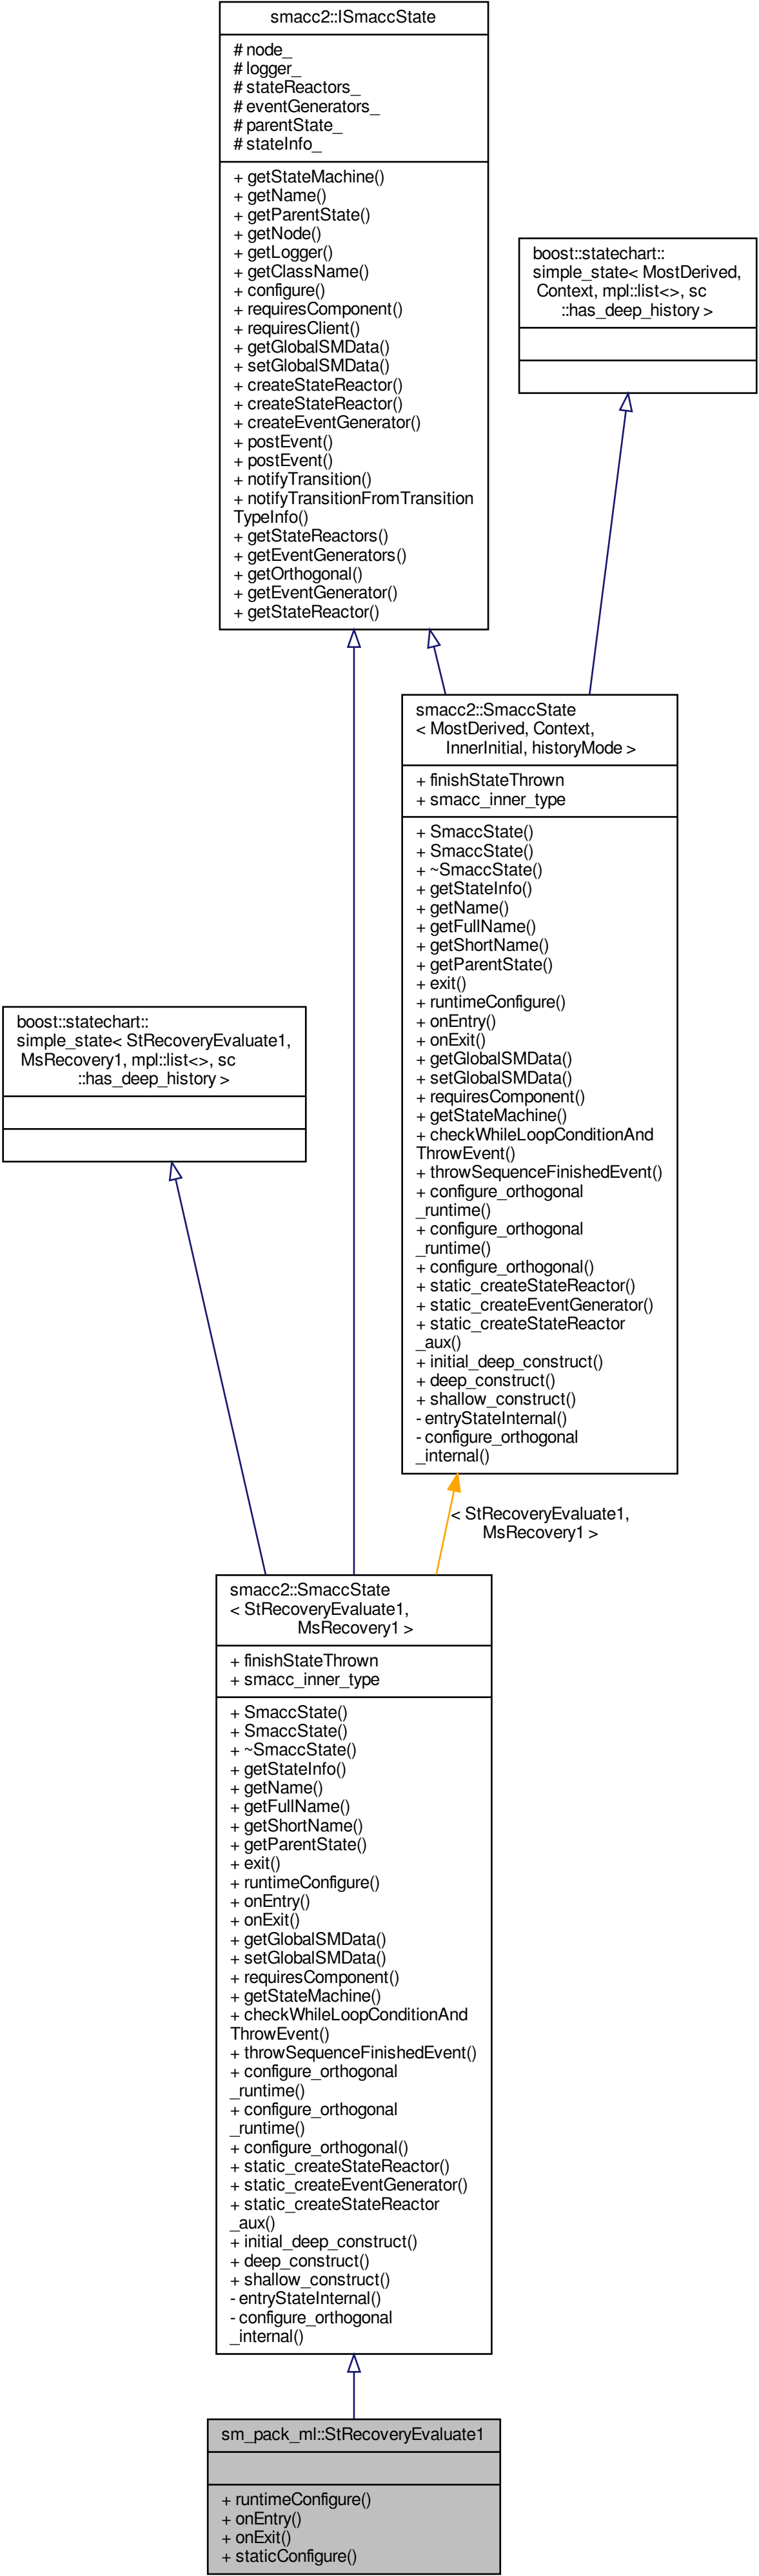 smacc2::ISmaccState
# node_
# logger_
# stateReactors_
# eventGenerators_
# parentState_
# stateInfo_
+ getStateMachine()
+ getName()
+ getParentState()
+ getNode()
+ getLogger()
+ getClassName()
+ configure()
+ requiresComponent()
+ requiresClient()
+ getGlobalSMData()
+ setGlobalSMData()
+ createStateReactor()
+ createStateReactor()
+ createEventGenerator()
+ postEvent()
+ postEvent()
+ notifyTransition()
+ notifyTransitionFromTransition
TypeInfo()
+ getStateReactors()
+ getEventGenerators()
+ getOrthogonal()
+ getEventGenerator()
+ getStateReactor()
boost::statechart::
simple_state< MostDerived,
Context, mpl::list<>, sc
::has_deep_history >
smacc2::SmaccState
< MostDerived, Context,
InnerInitial, historyMode >
+ finishStateThrown
+ smacc_inner_type
+ SmaccState()
+ SmaccState()
+ ~SmaccState()
+ getStateInfo()
+ getName()
+ getFullName()
+ getShortName()
+ getParentState()
+ exit()
+ runtimeConfigure()
+ onEntry()
+ onExit()
+ getGlobalSMData()
+ setGlobalSMData()
+ requiresComponent()
+ getStateMachine()
+ checkWhileLoopConditionAnd
ThrowEvent()
+ throwSequenceFinishedEvent()
+ configure_orthogonal
_runtime()
+ configure_orthogonal
_runtime()
+ configure_orthogonal()
+ static_createStateReactor()
+ static_createEventGenerator()
+ static_createStateReactor
_aux()
+ initial_deep_construct()
+ deep_construct()
+ shallow_construct()
- entryStateInternal()
- configure_orthogonal
_internal()
boost::statechart::
simple_state< StRecoveryEvaluate1,
MsRecovery1, mpl::list<>, sc
::has_deep_history >
< StRecoveryEvaluate1,
MsRecovery1 >
smacc2::SmaccState
< StRecoveryEvaluate1,
MsRecovery1 >
+ finishStateThrown
+ smacc_inner_type
+ SmaccState()
+ SmaccState()
+ ~SmaccState()
+ getStateInfo()
+ getName()
+ getFullName()
+ getShortName()
+ getParentState()
+ exit()
+ runtimeConfigure()
+ onEntry()
+ onExit()
+ getGlobalSMData()
+ setGlobalSMData()
+ requiresComponent()
+ getStateMachine()
+ checkWhileLoopConditionAnd
ThrowEvent()
+ throwSequenceFinishedEvent()
+ configure_orthogonal
_runtime()
+ configure_orthogonal
_runtime()
+ configure_orthogonal()
+ static_createStateReactor()
+ static_createEventGenerator()
+ static_createStateReactor
_aux()
+ initial_deep_construct()
+ deep_construct()
+ shallow_construct()
- entryStateInternal()
- configure_orthogonal
_internal()
sm_pack_ml::StRecoveryEvaluate1
+ runtimeConfigure()
+ onEntry()
+ onExit()
+ staticConfigure()